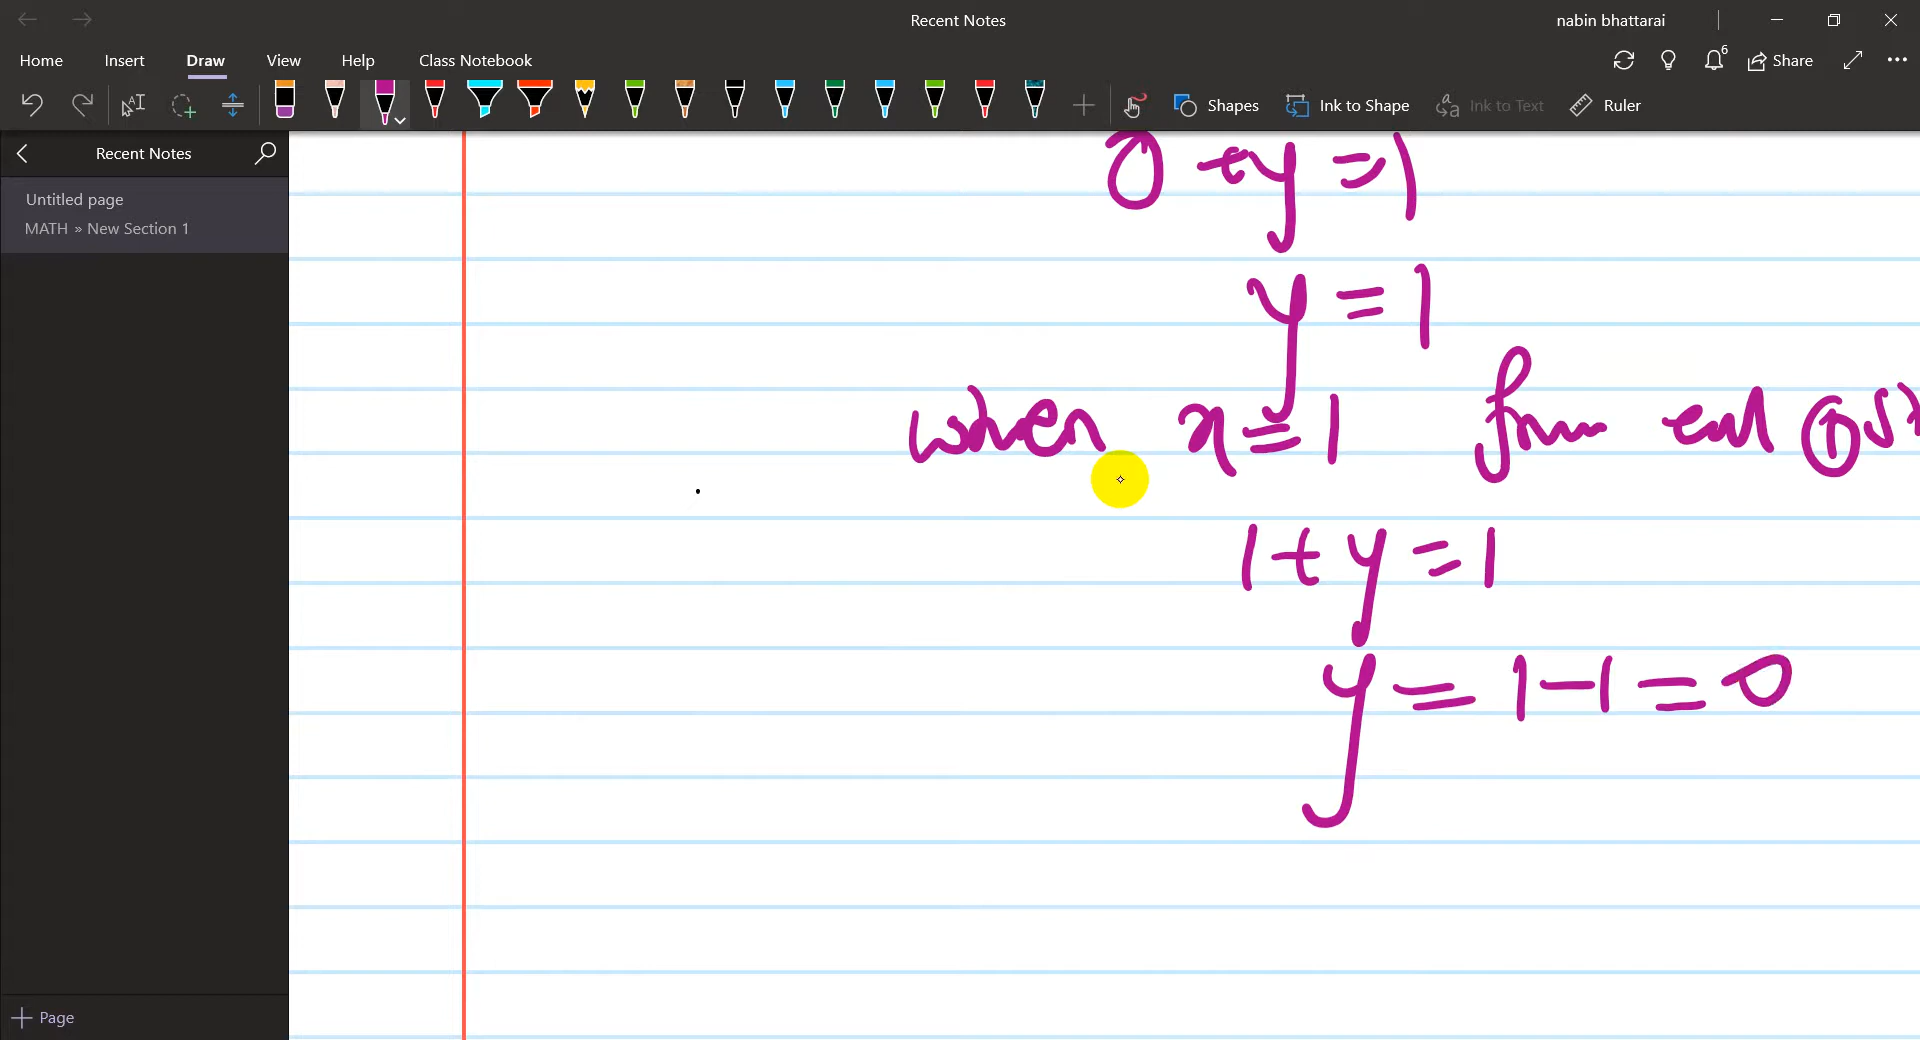 Recent Notes
nabin bhattarai
Home Insert Draw View Help Class Notebook
6
Share
Shapes Ink to Shape Ink to Text Ruler
Recent Notes
Untitled page
MATH » New Section 1
Page
0 + y = 1
y = 1
when x = 1 from ①
1 + y = 1
y = 1 - 1 = 0